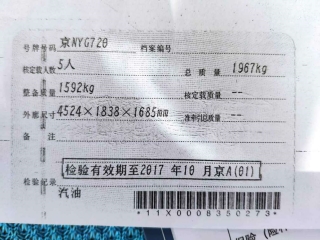 号牌号码 京NYG720 档案编号
核定载人数 5人 总质量 1967kg
整备质量 1592kg 核定载质量 --
外廓尺寸 4524×1838×1685mm 准牵引总质量 --
备注
检验有效期至2017年10月京A(01)
检验记录
汽油
*11X0008350273*